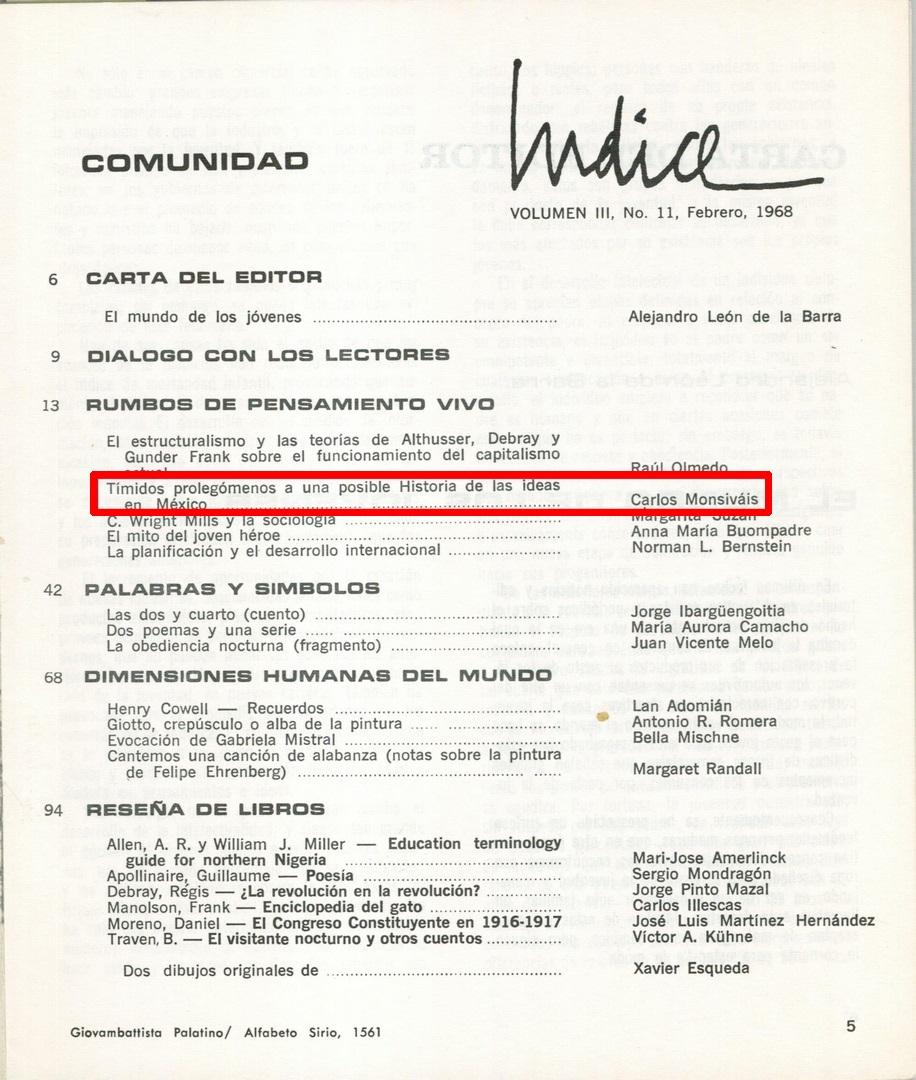 Indice
COMUNIDAD
VOLUMEN III, No. 11, Febrero, 1968
6 CARTA DEL EDITOR
El mundo de los jóvenes ........ Alejandro León de la Barra
9 DIALOGO CON LOS LECTORES
13 RUMBOS DE PENSAMIENTO VIVO
El estructuralismo y las teorías de Althusser, Debray y
Gunder Frank sobre el funcionamiento del capitalismo
actual Raúl Olmedo
Tímidos prolegómenos a una posible Historia de las ideas
en México ........ Carlos Monsiváis
C. Wright Mills y la sociología ........ Margarita Suzán
El mito del joven héroe ........ Anna María Buompadre
La planificación y el desarrollo internacional ........ Norman L. Bernstein
42 PALABRAS Y SIMBOLOS
Las dos y cuarto (cuento) ........ Jorge Ibargüengoitia
Dos poemas y una serie ........ María Aurora Camacho
La obediencia nocturna (fragmento) ........ Juan Vicente Melo
68 DIMENSIONES HUMANAS DEL MUNDO
Henry Cowell — Recuerdos ........ Lan Adomián
Giotto, crepúsculo o alba de la pintura ........ Antonio R. Romera
Evocación de Gabriela Mistral ........ Bella Mischne
Cantemos una canción de alabanza (notas sobre la pintura
de Felipe Ehrenberg) ........ Margaret Randall
94 RESEÑA DE LIBROS
Allen, A. R. y William J. Miller — Education terminology
guide for northern Nigeria ........ Mari-Jose Amerlinck
Apollinaire, Guillaume — Poesía ........ Sergio Mondragón
Debray, Régis — ¿La revolución en la revolución? ........ Jorge Pinto Mazal
Manolson, Frank — Enciclopedia del gato ........ Carlos Illescas
Moreno, Daniel — El Congreso Constituyente en 1916-1917 José Luis Martínez Hernández
Traven, B. — El visitante nocturno y otros cuentos ........ Víctor A. Kühne
Dos dibujos originales de ........ Xavier Esqueda
Giovambattista Palatino/ Alfabeto Sirio, 1561
5